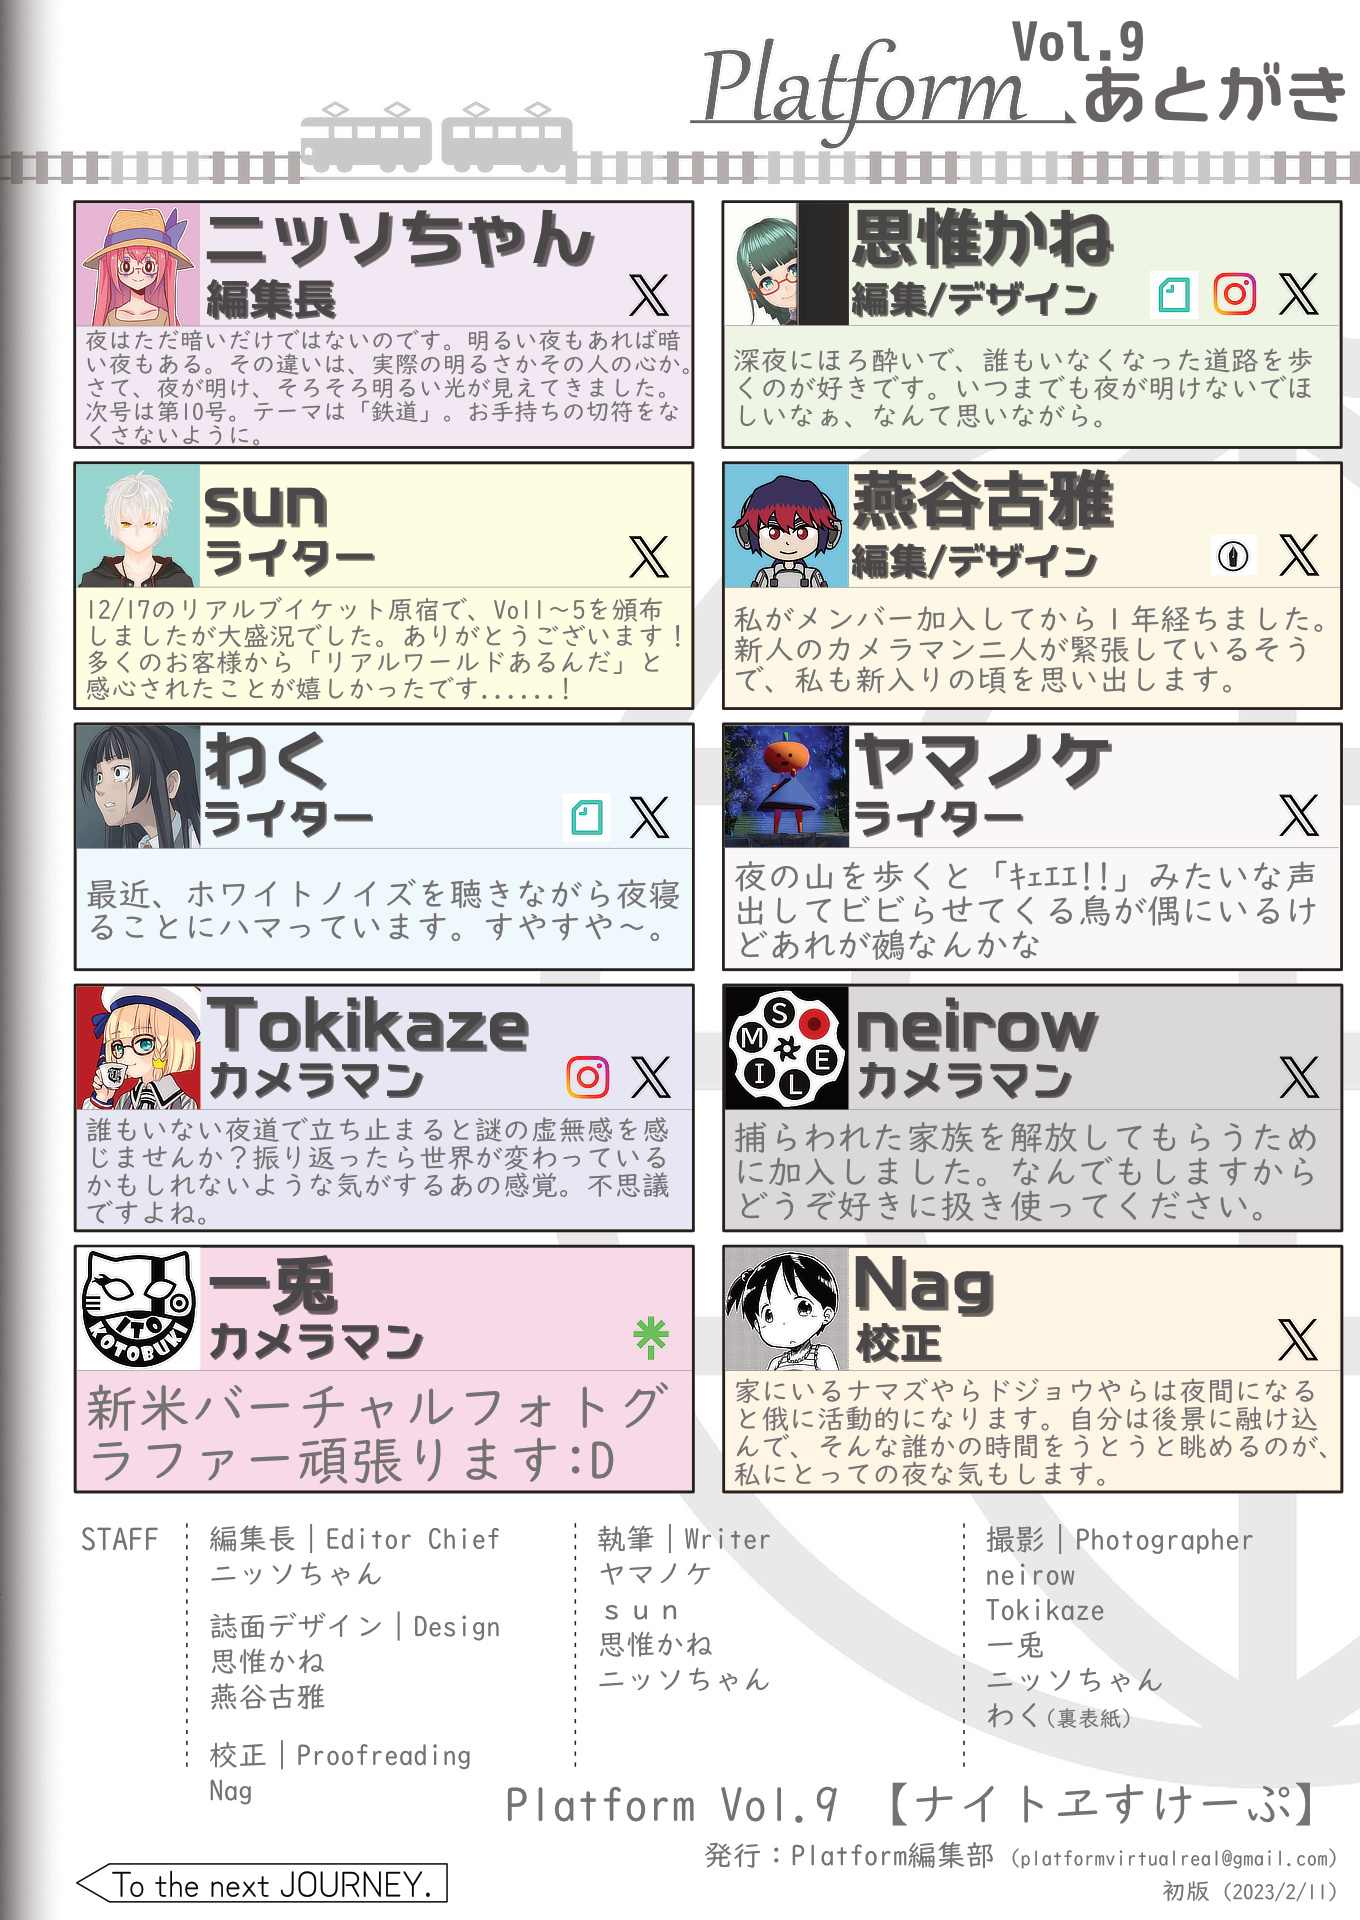 Vol.9
Platform あとがき
ニッソちゃん
編集長
夜はただ暗いだけではないのです。明るい夜もあれば暗
い夜もある。その違いは、実際の明るさかその人の心か。
さて、夜が明け、そろそろ明るい光が見えてきました。
次号は第10号。テーマは「鉄道」。お手持ちの切符をな
くさないように。
思惟かね
編集/デザイン
深夜にほろ酔いで、誰もいなくなった道路を歩
くのが好きです。いつまでも夜が明けないでほ
しいなぁ、なんて思いながら。
sun
ライター
12/17のリアルブイケット原宿で、Vol1~5を頒布
しましたが大盛況でした。ありがとうございます！
多くのお客様から「リアルワールドあるんだ」と
感心されたことが嬉しかったです......！
燕谷古雅
編集/デザイン
私がメンバー加入してから１年経ちました。
新人のカメラマン二人が緊張しているそう
で、私も新入りの頃を思い出します。
わく
ライター
最近、ホワイトノイズを聴きながら夜寝
ることにハマっています。すやすや～。
ヤマノケ
ライター
夜の山を歩くと「ｷｪｴｴ!!」みたいな声
出してビビらせてくる鳥が偶にいるけ
どあれが鵺なんかな
Tokikaze
カメラマン
誰もいない夜道で立ち止まると謎の虚無感を感
じませんか？振り返ったら世界が変わっている
かもしれないような気がするあの感覚。不思議
ですよね。
SMILE
neirow
カメラマン
捕らわれた家族を解放してもらうため
に加入しました。なんでもしますから
どうぞ好きに扱き使ってください。
ITO
KOTOBUKI
一兎
カメラマン
新米バーチャルフォトグ
ラファー頑張ります:D
Nag
校正
家にいるナマズやらドジョウやらは夜間になる
と俄に活動的になります。自分は後景に融け込
んで、そんな誰かの時間をうとうと眺めるのが、
私にとっての夜な気もします。
STAFF
編集長｜Editor Chief
ニッソちゃん
誌面デザイン｜Design
思惟かね
燕谷古雅
校正｜Proofreading
Nag
執筆｜Writer
ヤマノケ
ｓｕｎ
思惟かね
ニッソちゃん
撮影｜Photographer
neirow
Tokikaze
一兎
ニッソちゃん
わく(裏表紙)
Platform Vol.9 【ナイトヱすけーぷ】
発行：Platform編集部 (platformvirtualreal@gmail.com)
初版 (2023/2/11)
To the next JOURNEY.